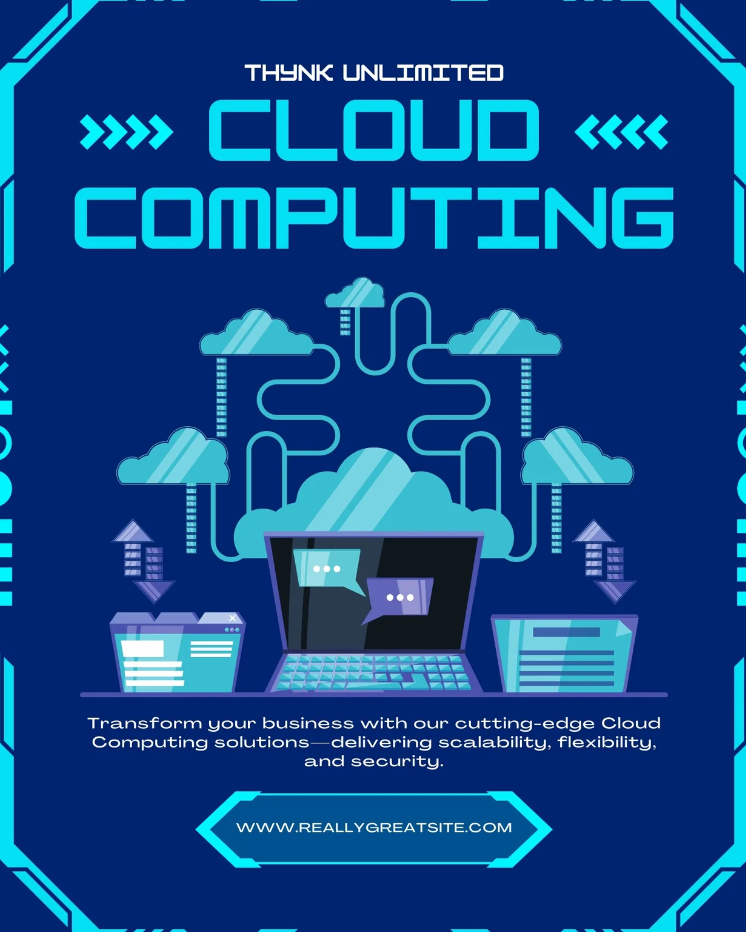 THYNK UNLIMITED
CLOUD
COMPUTING
Transform your business with our cutting-edge Cloud
Computing solutions—delivering scalability, flexibility,
and security.
WWW.REALLYGREATSITE.COM